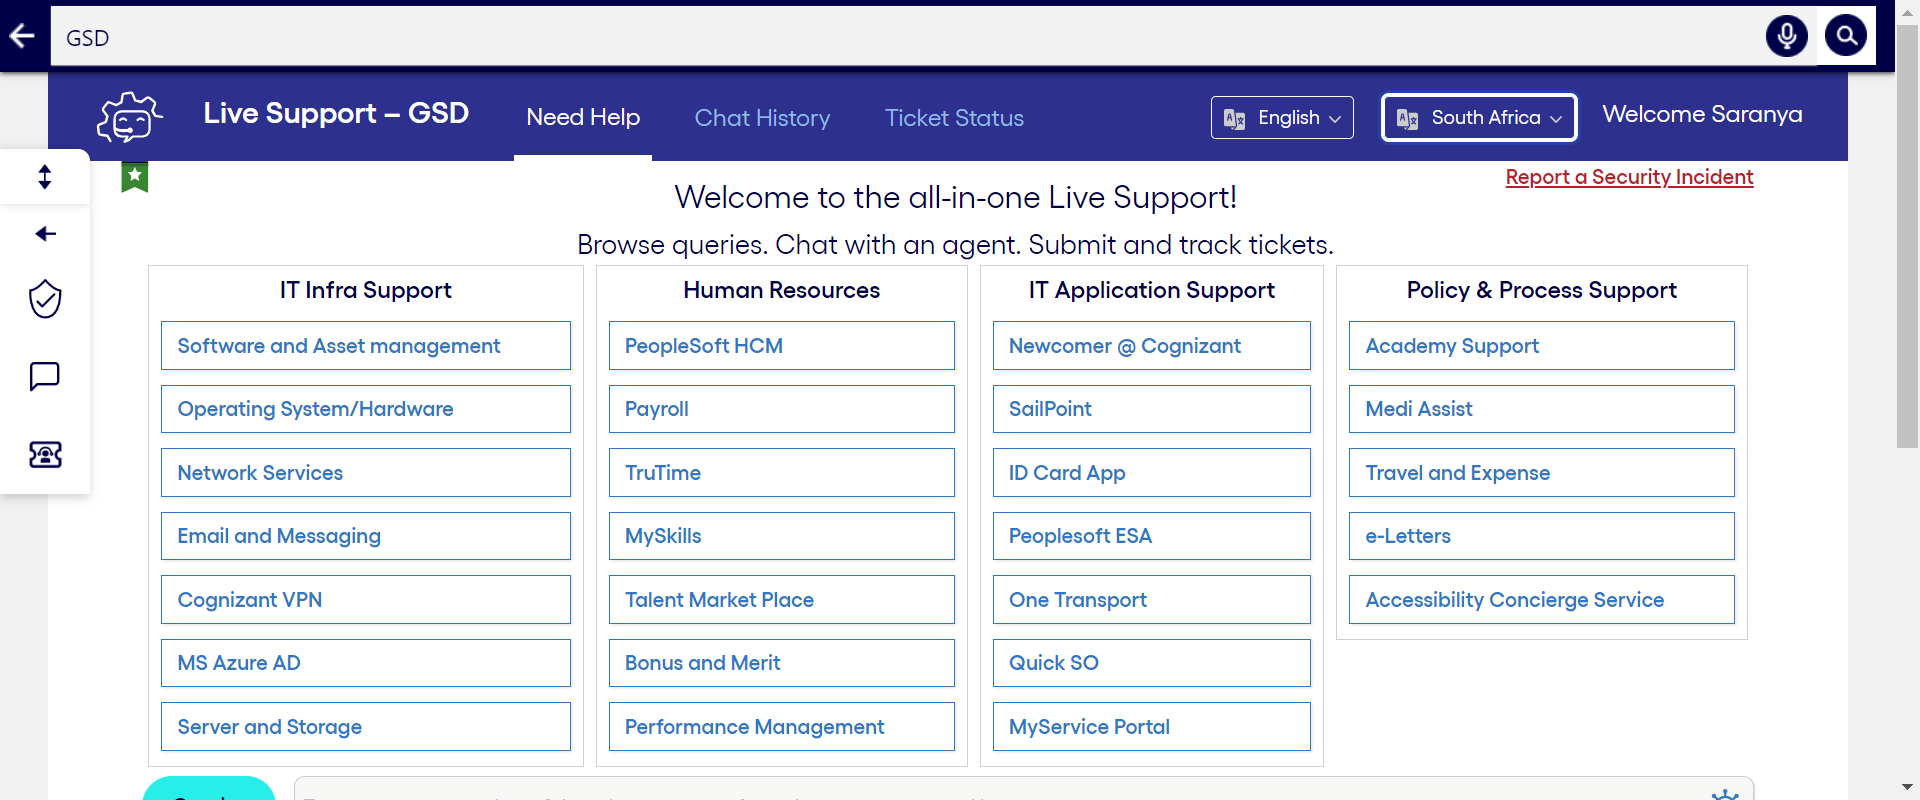 GSD
Live Support – GSD
Need Help
Chat History
Ticket Status
English
South Africa
Welcome Saranya
Report a Security Incident
Welcome to the all-in-one Live Support!
Browse queries. Chat with an agent. Submit and track tickets.
IT Infra Support
Software and Asset management
Operating System/Hardware
Network Services
Email and Messaging
Cognizant VPN
MS Azure AD
Server and Storage
Human Resources
PeopleSoft HCM
Payroll
TruTime
MySkills
Talent Market Place
Bonus and Merit
Performance Management
IT Application Support
Newcomer @ Cognizant
SailPoint
ID Card App
Peoplesoft ESA
One Transport
Quick SO
MyService Portal
Policy & Process Support
Academy Support
Medi Assist
Travel and Expense
e-Letters
Accessibility Concierge Service